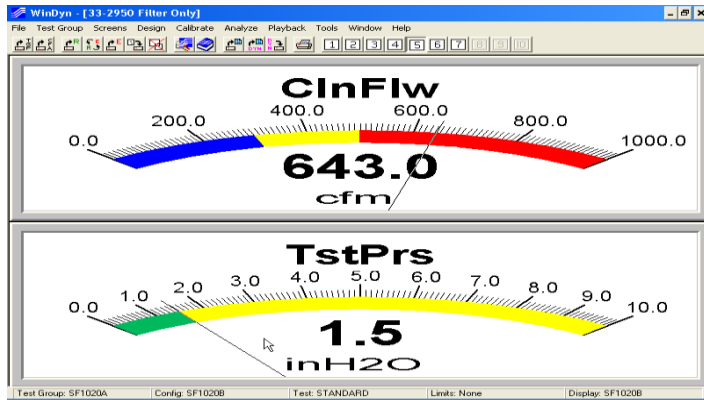 WinDyn - [33-2950 Filter Only]
File Test Group Screens Design Calibrate Analyze Playback Tools Window Help
1 2 3 4 5 6 7 8 9 10
ClnFlw
0.0 200.0 400.0 600.0 800.0 1000.0
643.0
cfm
TstPrs
0.0 1.0 2.0 3.0 4.0 5.0 6.0 7.0 8.0 9.0 10.0
1.5
inH2O
Test Group: SF1020A Config: SF1020B Test: STANDARD Limits: None Display: SF1020B